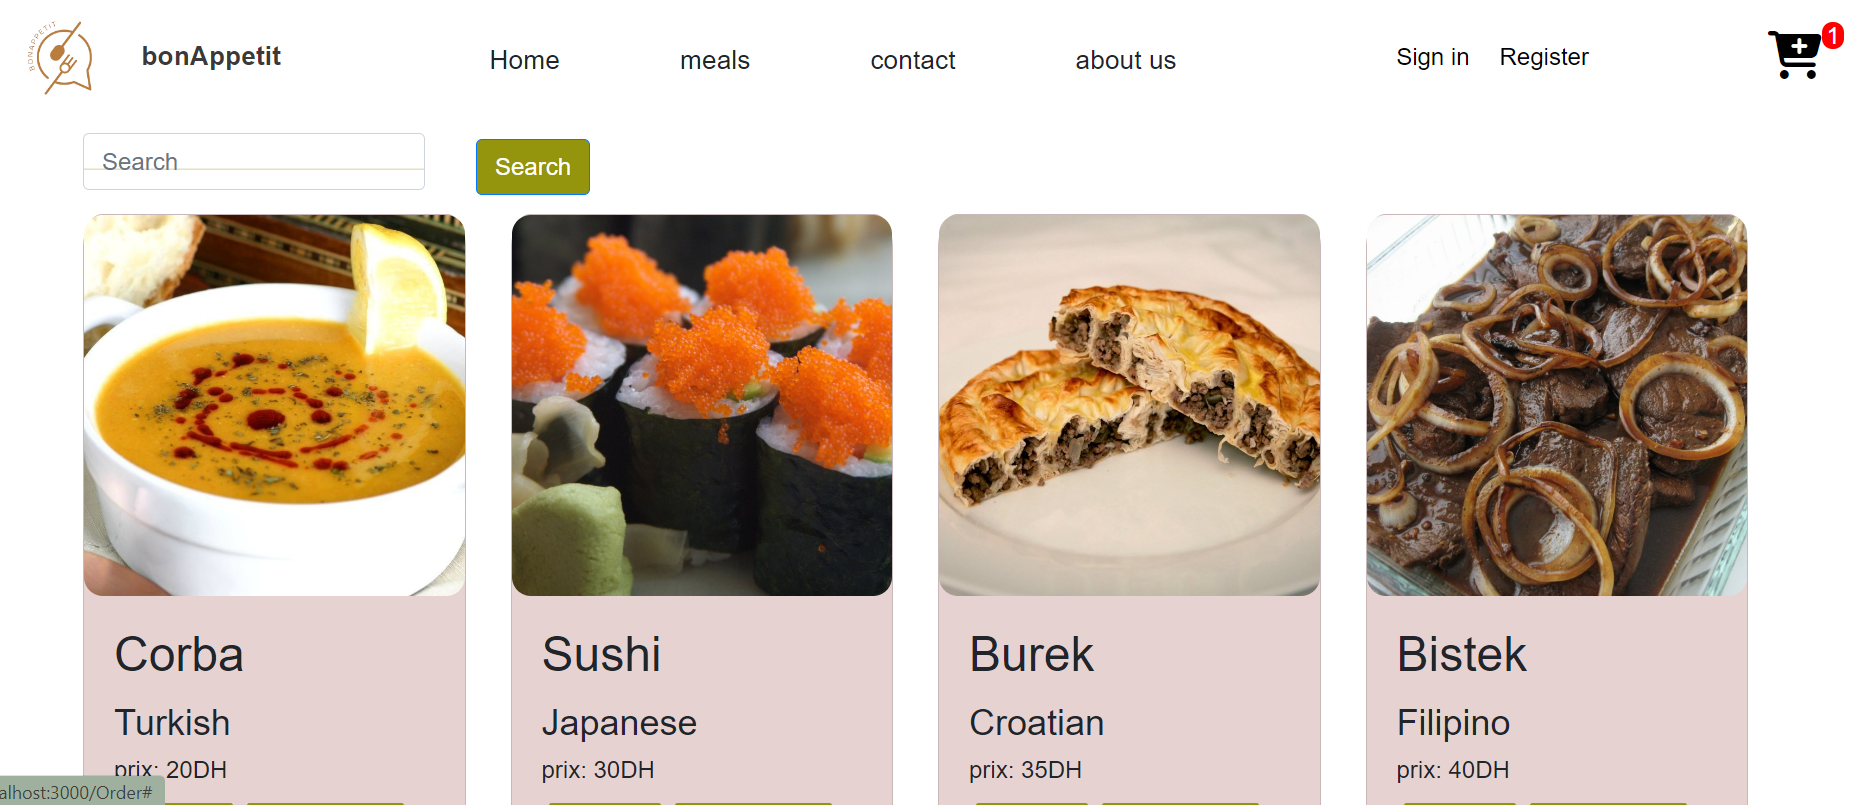 BONAPPETIT
bonAppetit
Home
meals
contact
about us
Sign in
Register
1
Search
Search
Corba
Sushi
Burek
Bistek
Turkish
Japanese
Croatian
Filipino
prix: 20DH
prix: 30DH
prix: 35DH
prix: 40DH
alhost:3000/Order#